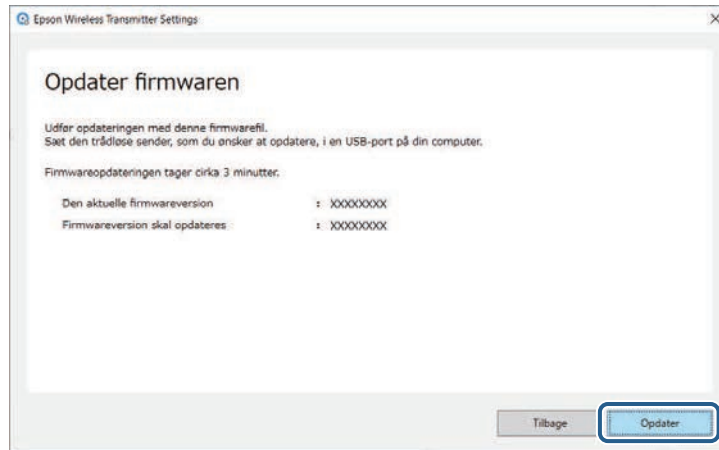 Epson Wireless Transmitter Settings
Opdater firmwaren
Udfør opdateringen med denne firmwarefil.
Sæt den trådløse sender, som du ønsker at opdatere, i en USB-port på din computer.
Firmwareopdateringen tager cirka 3 minutter.
Den aktuelle firmwareversion : XXXXXXXX
Firmwareversion skal opdateres : XXXXXXXX
Tilbage Opdater